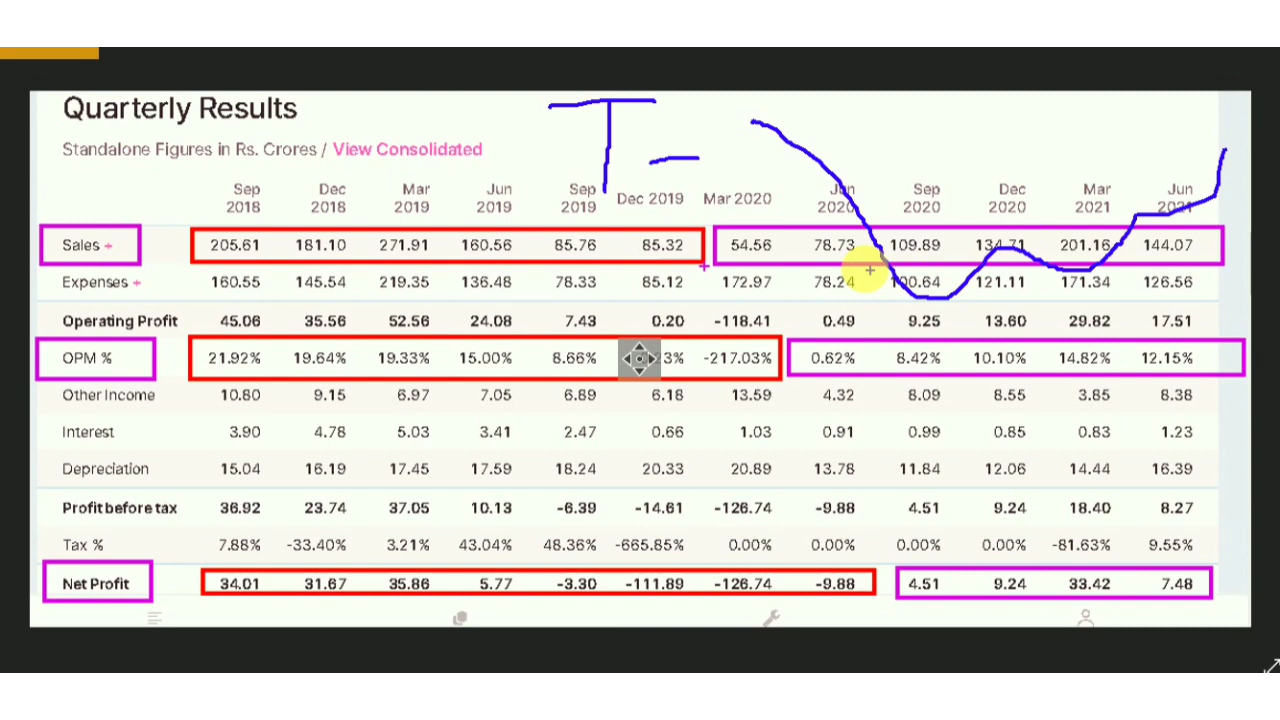 Quarterly Results
Standalone Figures in Rs. Crores / View Consolidated
Sep 2018 Dec 2018 Mar 2019 Jun 2019 Sep 2019 Dec 2019 Mar 2020 Jun 2020 Sep 2020 Dec 2020 Mar 2021 Jun 2021
Sales + 205.61 181.10 271.91 160.56 85.76 85.32 54.56 78.73 109.89 134.71 201.16 144.07
Expenses + 160.55 145.54 219.35 136.48 78.33 85.12 172.97 78.24 100.64 121.11 171.34 126.56
Operating Profit 45.06 35.56 52.56 24.08 7.43 0.20 -118.41 0.49 9.25 13.60 29.82 17.51
OPM % 21.92% 19.64% 19.33% 15.00% 8.66% 3% -217.03% 0.62% 8.42% 10.10% 14.82% 12.15%
Other Income 10.80 9.15 6.97 7.05 6.89 6.18 13.59 4.32 8.09 8.55 3.85 8.38
Interest 3.90 4.78 5.03 3.41 2.47 0.66 1.03 0.91 0.99 0.85 0.83 1.23
Depreciation 15.04 16.19 17.45 17.59 18.24 20.33 20.89 13.78 11.84 12.06 14.44 16.39
Profit before tax 36.92 23.74 37.05 10.13 -6.39 -14.61 -126.74 -9.88 4.51 9.24 18.40 8.27
Tax % 7.88% -33.40% 3.21% 43.04% 48.36% -665.85% 0.00% 0.00% 0.00% 0.00% -81.63% 9.55%
Net Profit 34.01 31.67 35.86 5.77 -3.30 -111.89 -126.74 -9.88 4.51 9.24 33.42 7.48